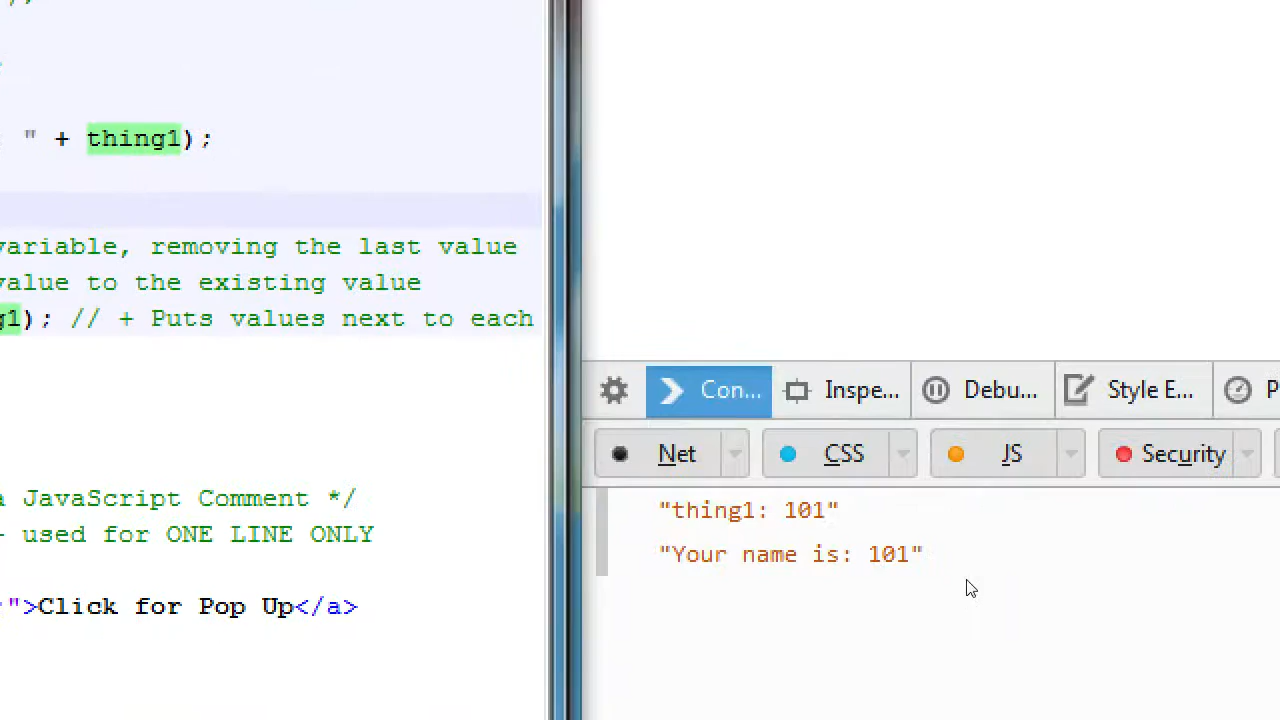 " + thing1);
variable, removing the last value
value to the existing value
g1); // + Puts values next to each
a JavaScript Comment */
- used for ONE LINE ONLY
">Click for Pop Up</a>
Con... Inspe... Debu... Style E... P
Net CSS JS Security
"thing1: 101"
"Your name is: 101"